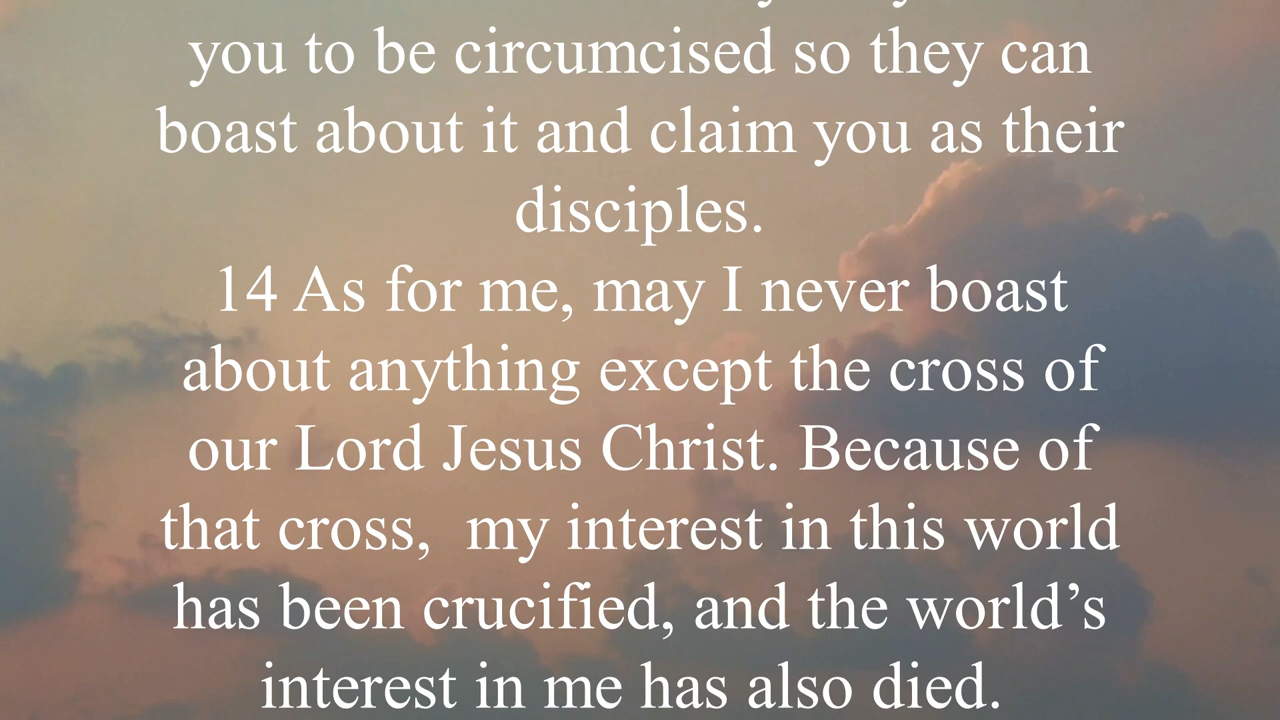 you to be circumcised so they can
boast about it and claim you as their
disciples.
14 As for me, may I never boast
about anything except the cross of
our Lord Jesus Christ. Because of
that cross,  my interest in this world
has been crucified, and the world’s
interest in me has also died.